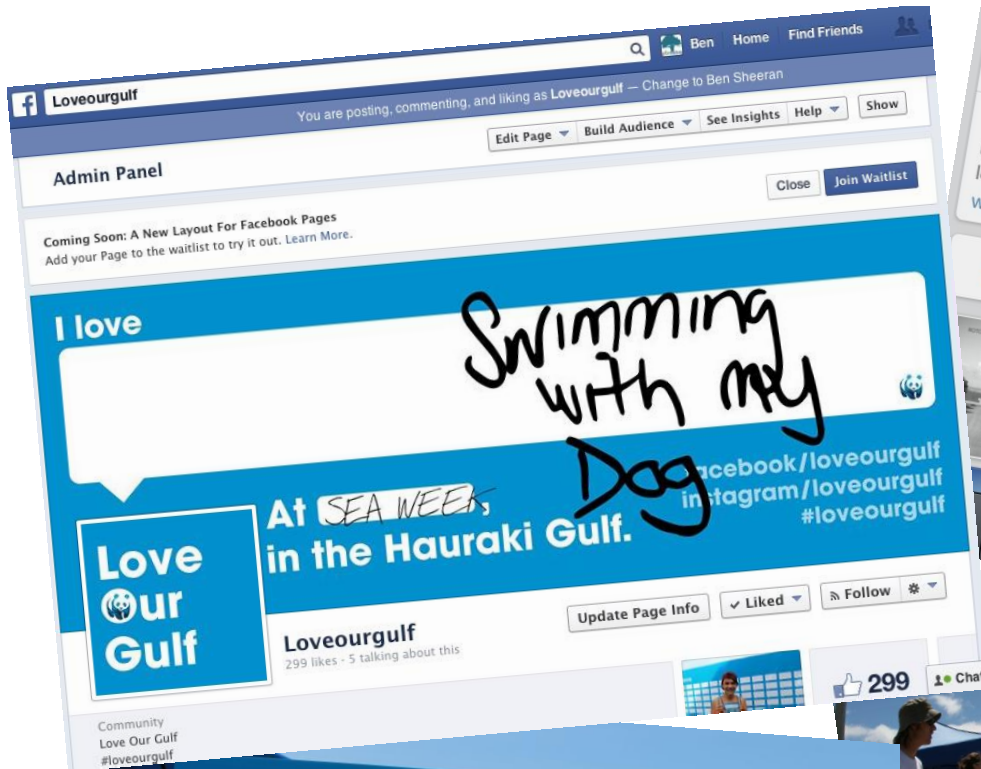 Loveourgulf
Ben Home Find Friends
You are posting, commenting, and liking as Loveourgulf — Change to Ben Sheeran
Admin Panel
Edit Page Build Audience See Insights Help Show
Coming Soon: A New Layout For Facebook Pages
Add your Page to the waitlist to try it out. Learn More.
Close Join Waitlist
I love
Swimming
with my
Dog
At SEA WEEK,
in the Hauraki Gulf.
facebook/loveourgulf
instagram/loveourgulf
#loveourgulf
Love
Our
Gulf
Loveourgulf
299 likes · 5 talking about this
Update Page Info
Liked
Follow
299
Community
Love Our Gulf
#loveourgulf